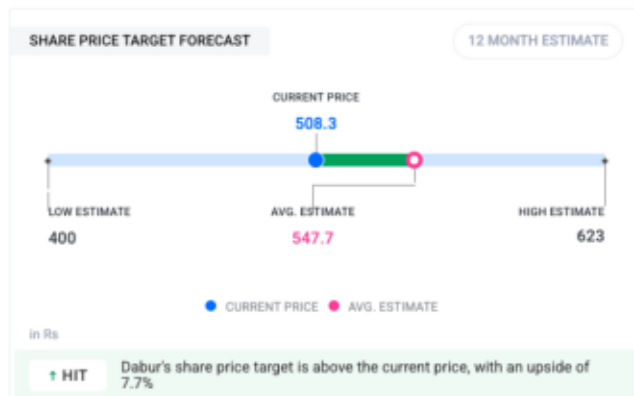 SHARE PRICE TARGET FORECAST
12 MONTH ESTIMATE
CURRENT PRICE
508.3
LOW ESTIMATE
AVG. ESTIMATE
HIGH ESTIMATE
400
547.7
623
CURRENT PRICE
AVG. ESTIMATE
in Rs
↑ HIT
Dabur's share price target is above the current price, with an upside of
7.7%